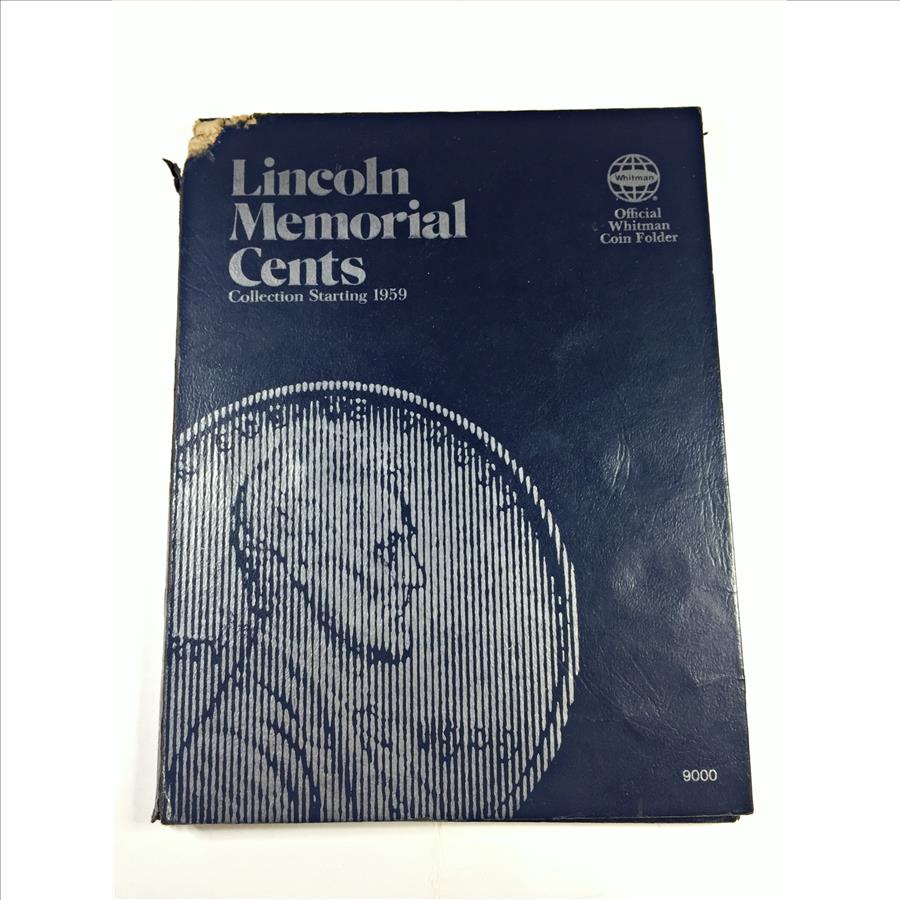 Lincoln
Memorial
Cents
Collection Starting 1959
Whitman
®
Official
Whitman
Coin Folder
9000